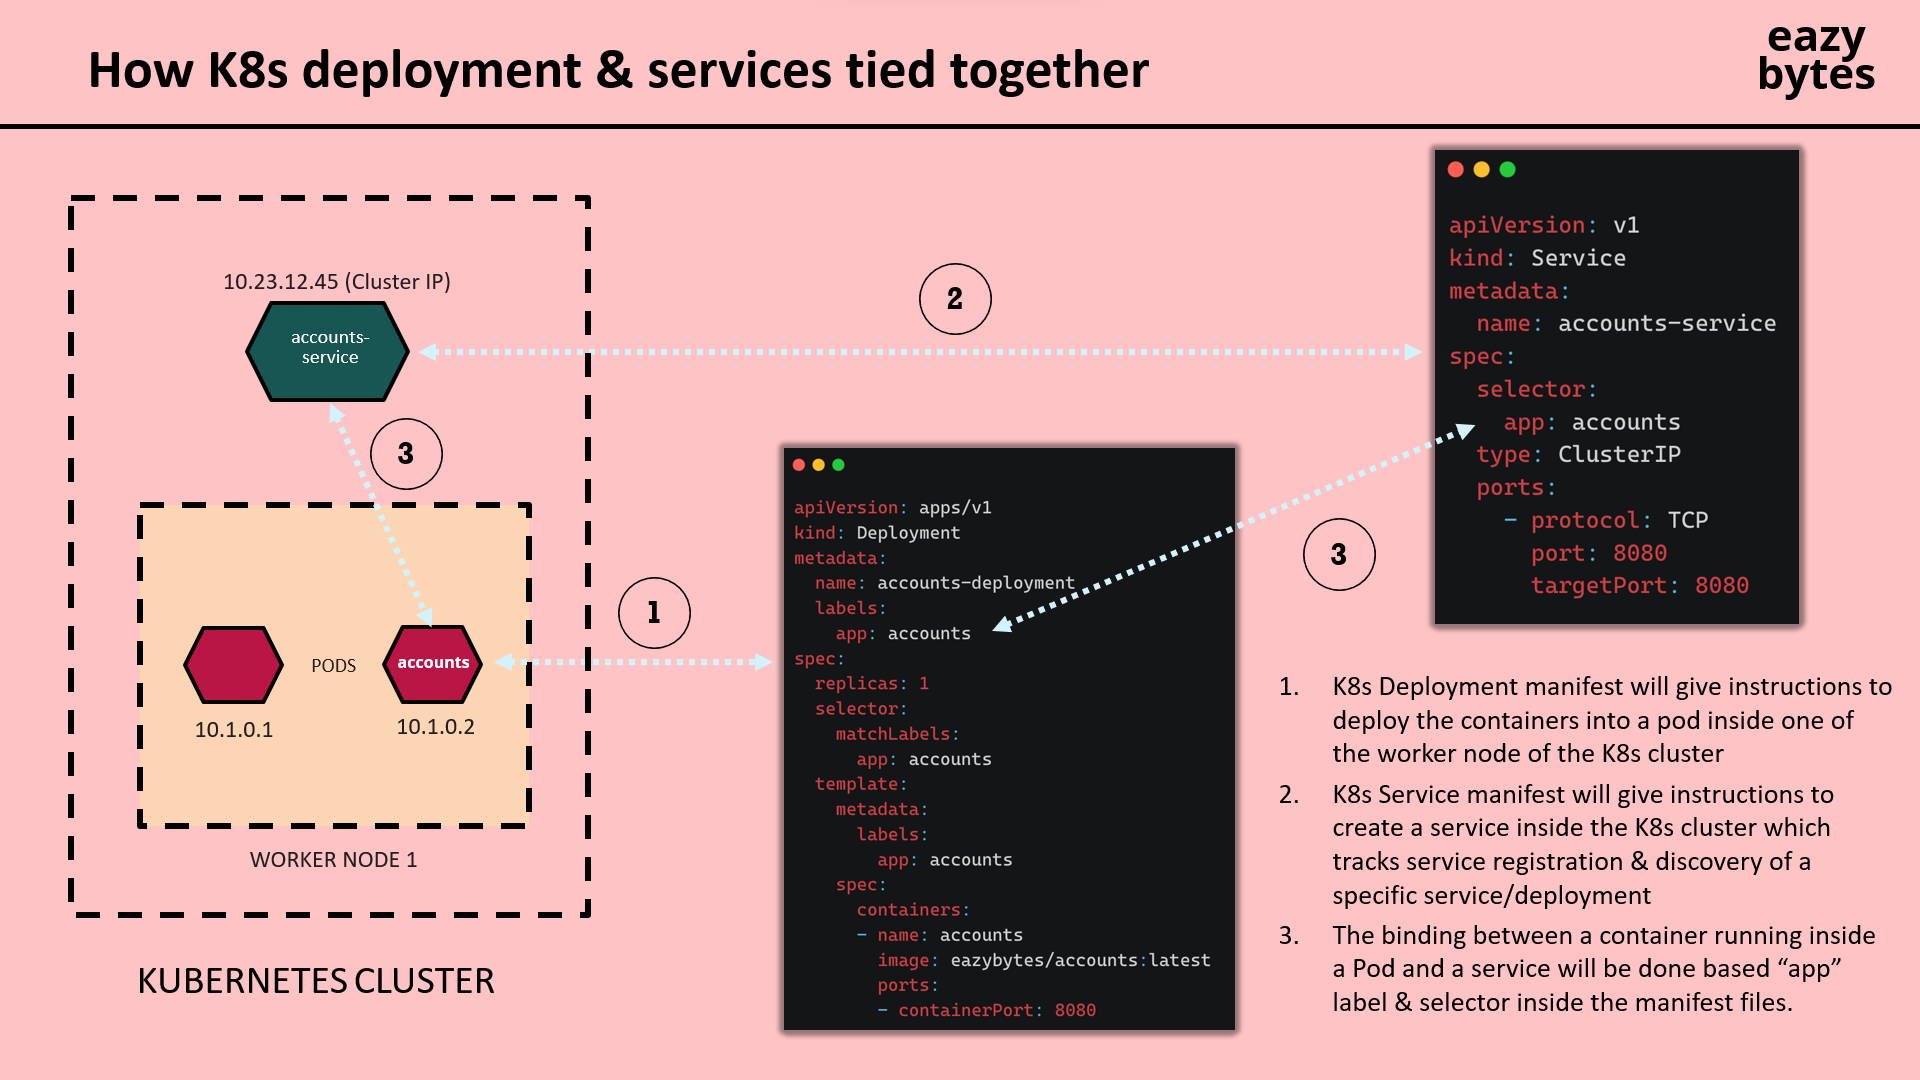 How K8s deployment & services tied together
eazy
bytes
10.23.12.45 (Cluster IP)
accounts-
service
3
PODS
accounts
10.1.0.1
10.1.0.2
WORKER NODE 1
KUBERNETES CLUSTER
1
2
3
apiVersion: apps/v1
kind: Deployment
metadata:
  name: accounts-deployment
  labels:
    app: accounts
spec:
  replicas: 1
  selector:
    matchLabels:
      app: accounts
  template:
    metadata:
      labels:
        app: accounts
    spec:
      containers:
      - name: accounts
        image: eazybytes/accounts:latest
        ports:
        - containerPort: 8080
apiVersion: v1
kind: Service
metadata:
  name: accounts-service
spec:
  selector:
    app: accounts
  type: ClusterIP
  ports:
    - protocol: TCP
      port: 8080
      targetPort: 8080
1. K8s Deployment manifest will give instructions to
deploy the containers into a pod inside one of
the worker node of the K8s cluster
2. K8s Service manifest will give instructions to
create a service inside the K8s cluster which
tracks service registration & discovery of a
specific service/deployment
3. The binding between a container running inside
a Pod and a service will be done based “app”
label & selector inside the manifest files.